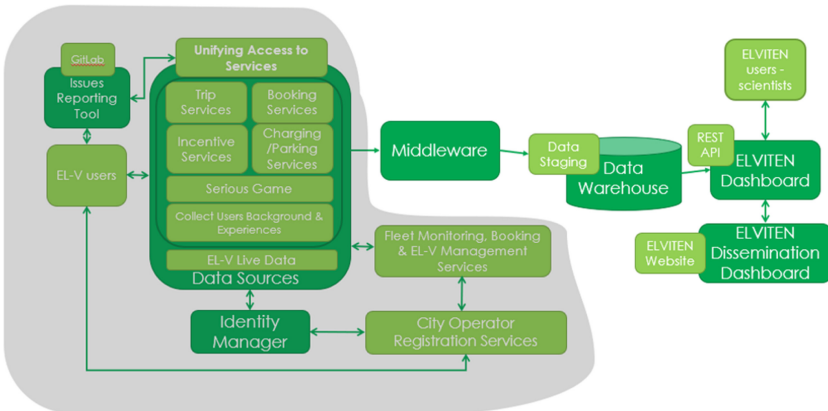 GitLab
Issues
Reporting
Tool
EL-V users
Unifying Access to
Services
Trip
Services
Booking
Services
Incentive
Services
Charging
/Parking
Services
Serious Game
Collect Users Background &
Experiences
EL-V Live Data
Data Sources
Identity
Manager
Fleet Monitoring, Booking
& EL-V Management
Services
City Operator
Registration Services
Middleware
Data
Staging
Data
Warehouse
REST
API
ELVITEN
users -
scientists
ELVITEN
Dashboard
ELVITEN
Website
ELVITEN
Dissemination
Dashboard